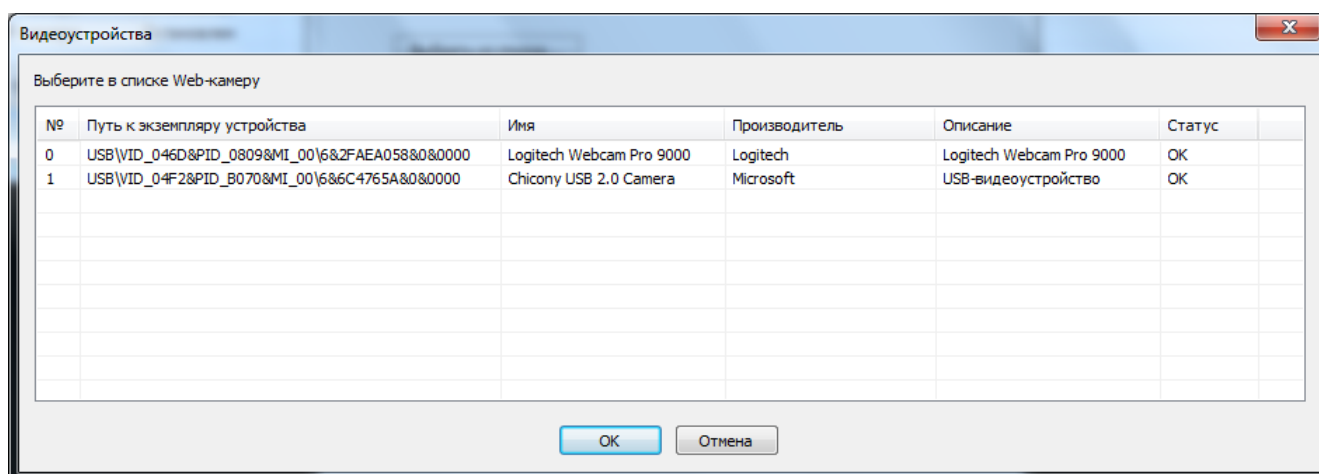 Видеоустройства
Выберите в списке Web-камеру
№ Путь к экземпляру устройства Имя Производитель Описание Статус
0 USB\VID_046D&PID_0809&MI_00\6&2FAEA058&0&0000 Logitech Webcam Pro 9000 Logitech Logitech Webcam Pro 9000 OK
1 USB\VID_04F2&PID_B070&MI_00\6&6C4765A&0&0000 Chicony USB 2.0 Camera Microsoft USB-видеоустройство OK
OK Отмена